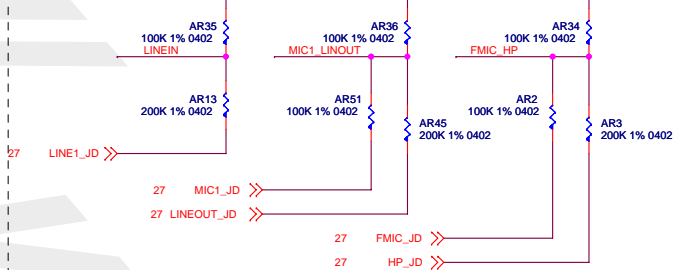 AR35
100K 1% 0402
AR36
100K 1% 0402
AR34
100K 1% 0402
LINEIN
MIC1_LINOUT
FMIC_HP
AR13
200K 1% 0402
AR51
100K 1% 0402
AR45
200K 1% 0402
AR2
100K 1% 0402
AR3
200K 1% 0402
27 LINE1_JD
27 MIC1_JD
27 LINEOUT_JD
27 FMIC_JD
27 HP_JD